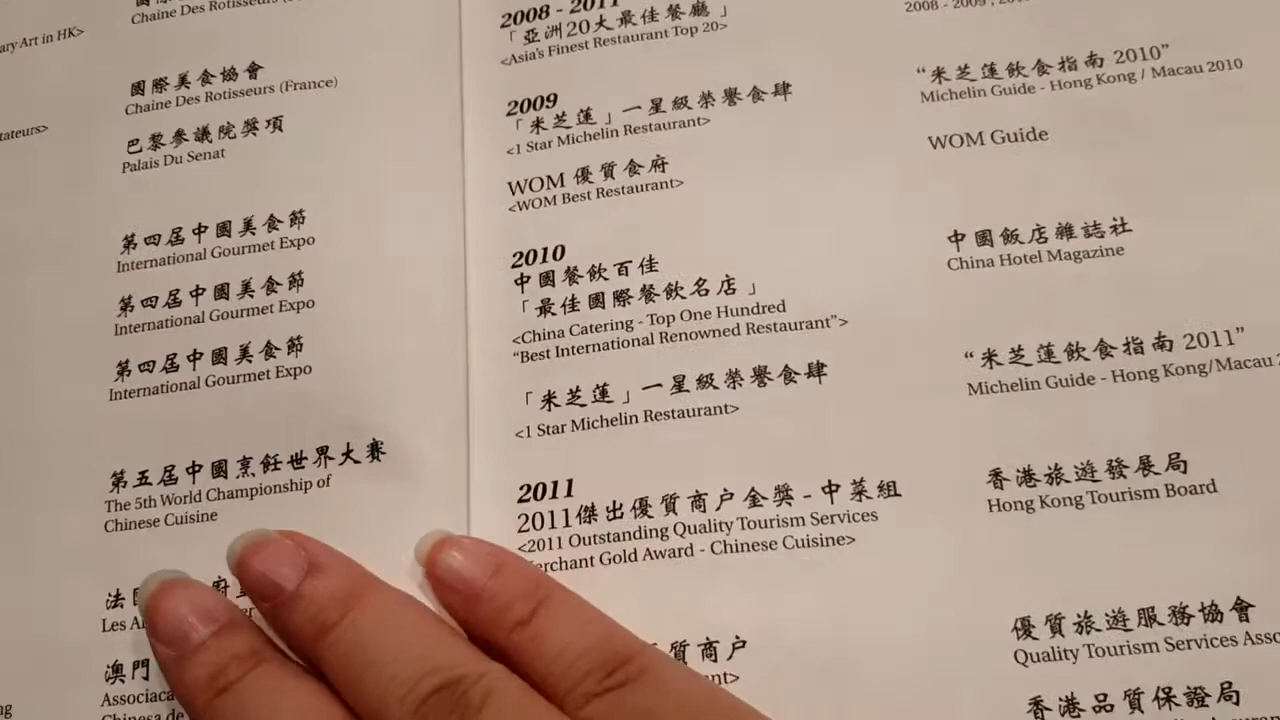 ary Art in HK>
tateurs>
Chaine Des Rotisseurs
國際美食協會
Chaine Des Rotisseurs (France)
巴黎參議院獎項
Palais Du Senat
第四屆中國美食節
International Gourmet Expo
第四屆中國美食節
International Gourmet Expo
第四屆中國美食節
International Gourmet Expo
第五屆中國烹飪世界大賽
The 5th World Championship of
Chinese Cuisine
法
Les
澳門
Chinesa de
2008 - 2011
「亞洲20大最佳餐廳」
<Asia's Finest Restaurant Top 20>
2009
「米芝蓮」一星級榮譽食肆
<1 Star Michelin Restaurant>
WOM 優質食府
<WOM Best Restaurant>
2010
中國餐飲百佳
「最佳國際餐飲名店」
<China Catering - Top One Hundred
"Best International Renowned Restaurant">
「米芝蓮」一星級榮譽食肆
<1 Star Michelin Restaurant>
2011
2011傑出優質商户金獎 - 中菜組
<2011 Outstanding Quality Tourism Services
erchant Gold Award - Chinese Cuisine>
質商户
nt>
2008 - 2009
“米芝蓮飲食指南 2010”
Michelin Guide - Hong Kong / Macau 2010
WOM Guide
中國飯店雜誌社
China Hotel Magazine
“米芝蓮飲食指南 2011”
Michelin Guide - Hong Kong/Macau
香港旅遊發展局
Hong Kong Tourism Board
優質旅遊服務協會
Quality Tourism Services Asso
香港品質保證局